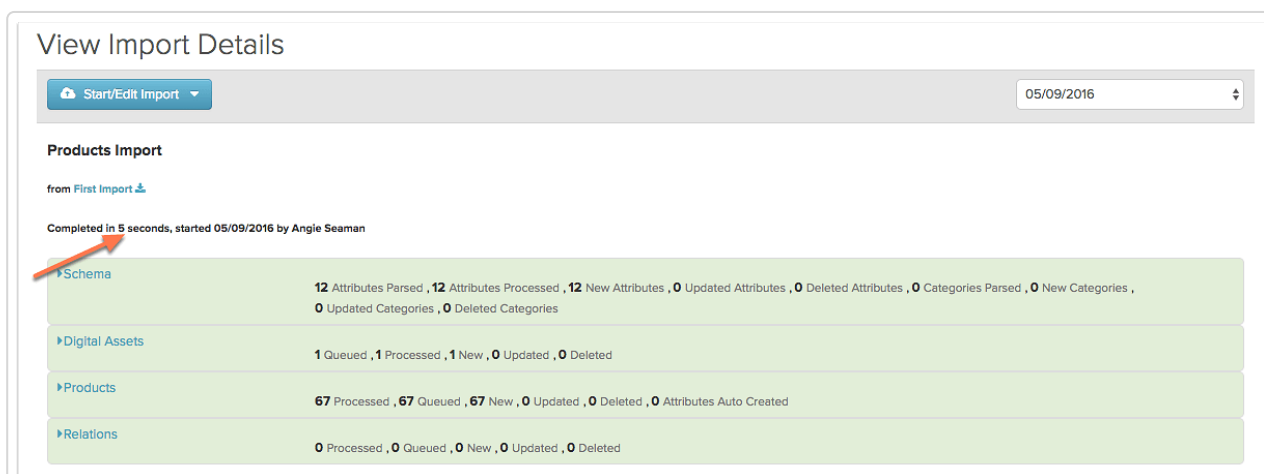 View Import Details
Start/Edit Import
05/09/2016
Products Import
from First Import
Completed in 5 seconds, started 05/09/2016 by Angie Seaman
Schema
12 Attributes Parsed , 12 Attributes Processed , 12 New Attributes , 0 Updated Attributes , 0 Deleted Attributes , 0 Categories Parsed , 0 New Categories ,
0 Updated Categories , 0 Deleted Categories
Digital Assets
1 Queued , 1 Processed , 1 New , 0 Updated , 0 Deleted
Products
67 Processed , 67 Queued , 67 New , 0 Updated , 0 Deleted , 0 Attributes Auto Created
Relations
0 Processed , 0 Queued , 0 New , 0 Updated , 0 Deleted